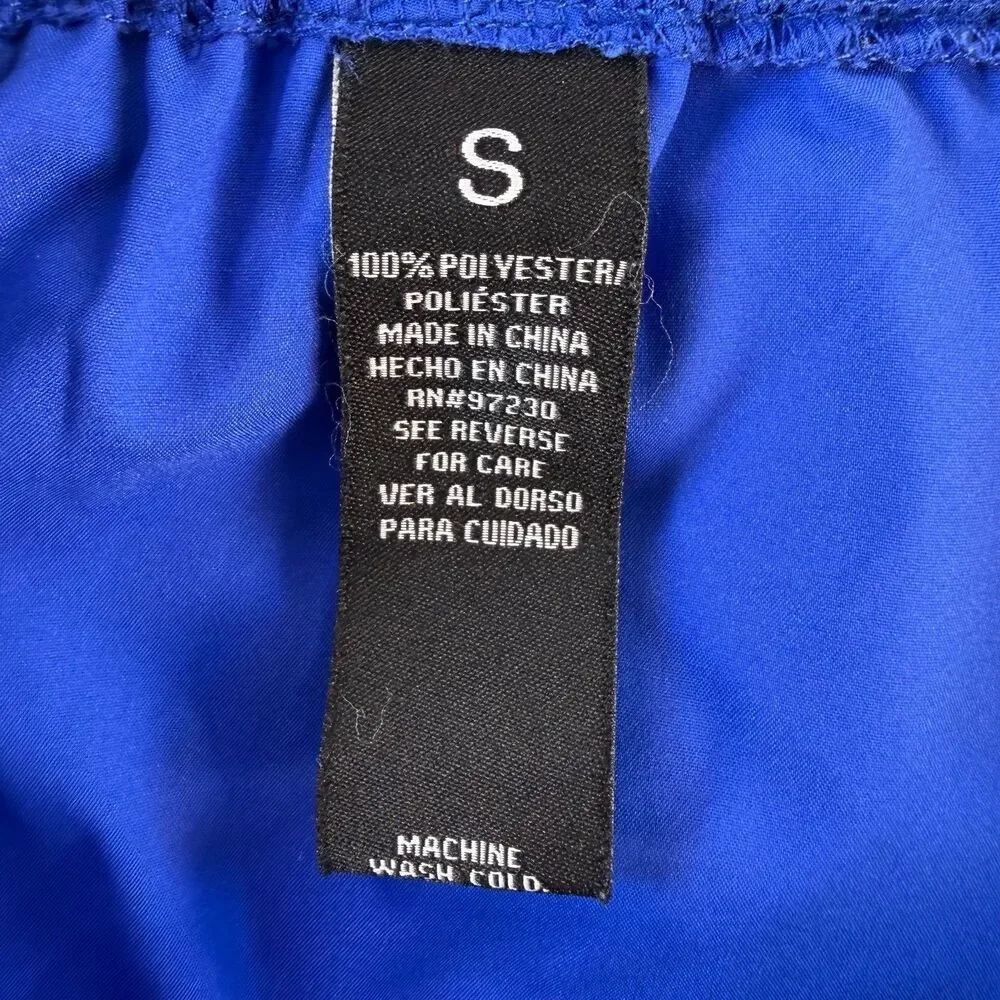 S
100% POLYESTER/
POLIÉSTER
MADE IN CHINA
HECHO EN CHINA
RN#97230
SEE REVERSE
FOR CARE
VER AL DORSO
PARA CUIDADO
MACHINE
WASH COLD,